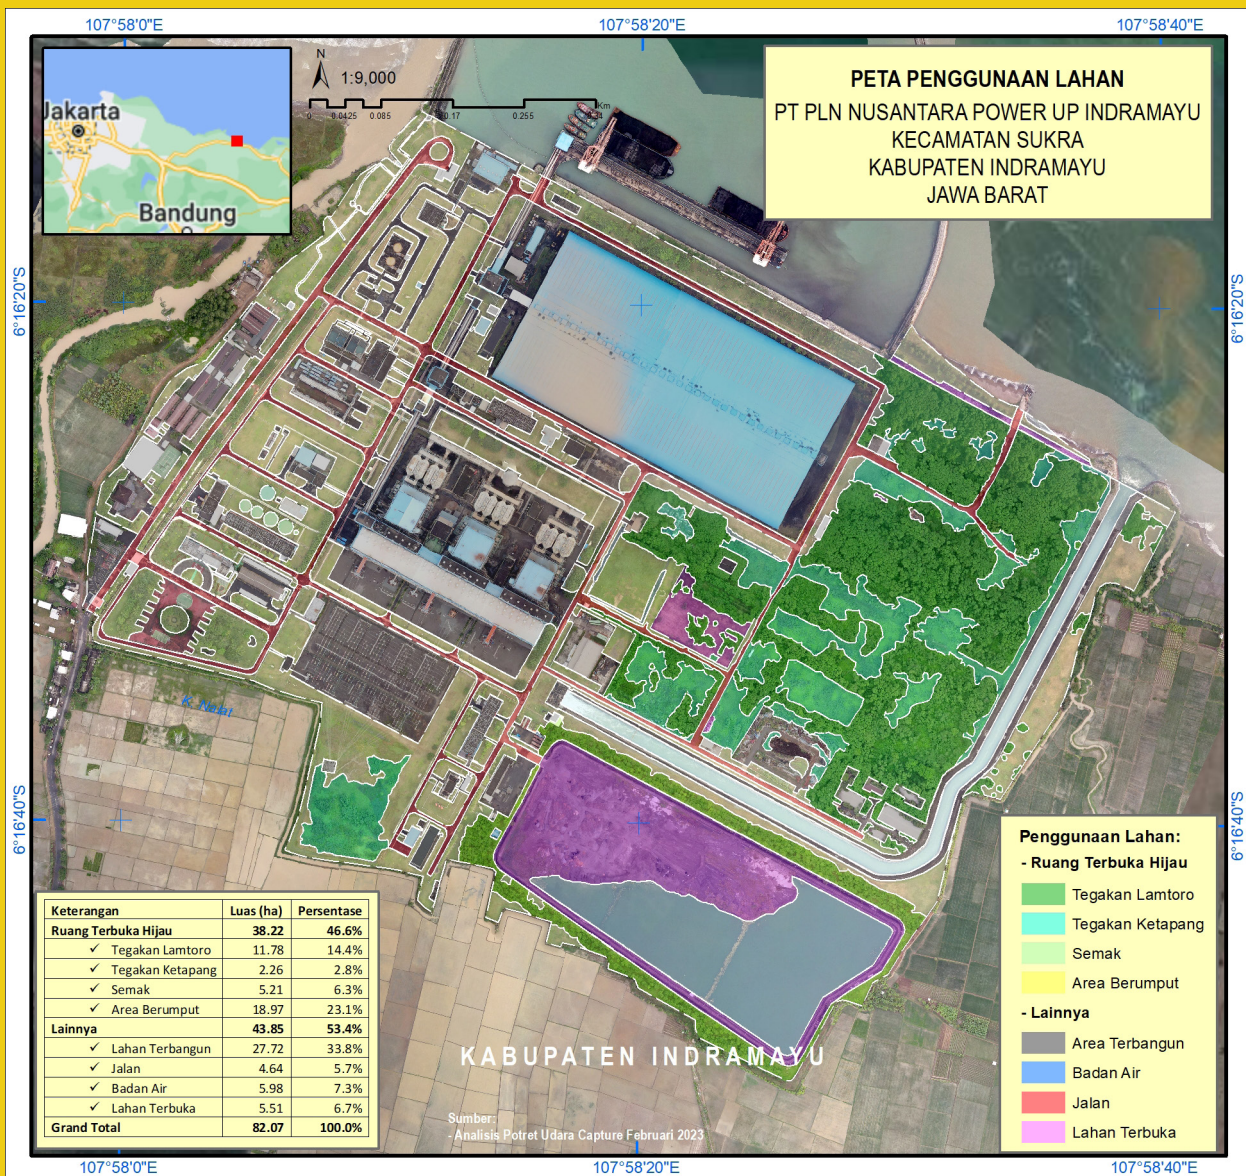 107°58'0"E 107°58'20"E 107°58'40"E
N
1:9,000
Km
0 0.0425 0.085 0.17 0.255 0.34
Jakarta
Bandung
PETA PENGGUNAAN LAHAN
PT PLN NUSANTARA POWER UP INDRAMAYU
KECAMATAN SUKRA
KABUPATEN INDRAMAYU
JAWA BARAT
6°16'20"S 6°16'20"S
6°16'40"S 6°16'40"S
Penggunaan Lahan:
- Ruang Terbuka Hijau
Tegakan Lamtoro
Tegakan Ketapang
Semak
Area Berumput
- Lainnya
Area Terbangun
Badan Air
Jalan
Lahan Terbuka
Keterangan Luas (ha) Persentase
Ruang Terbuka Hijau 38.22 46.6%
✓ Tegakan Lamtoro 11.78 14.4%
✓ Tegakan Ketapang 2.26 2.8%
✓ Semak 5.21 6.3%
✓ Area Berumput 18.97 23.1%
Lainnya 43.85 53.4%
✓ Lahan Terbangun 27.72 33.8%
✓ Jalan 4.64 5.7%
✓ Badan Air 5.98 7.3%
✓ Lahan Terbuka 5.51 6.7%
Grand Total 82.07 100.0%
KABUPATEN INDRAMAYU
Sumber:
- Analisis Potret Udara Capture Februari 2023
107°58'0"E 107°58'20"E 107°58'40"E